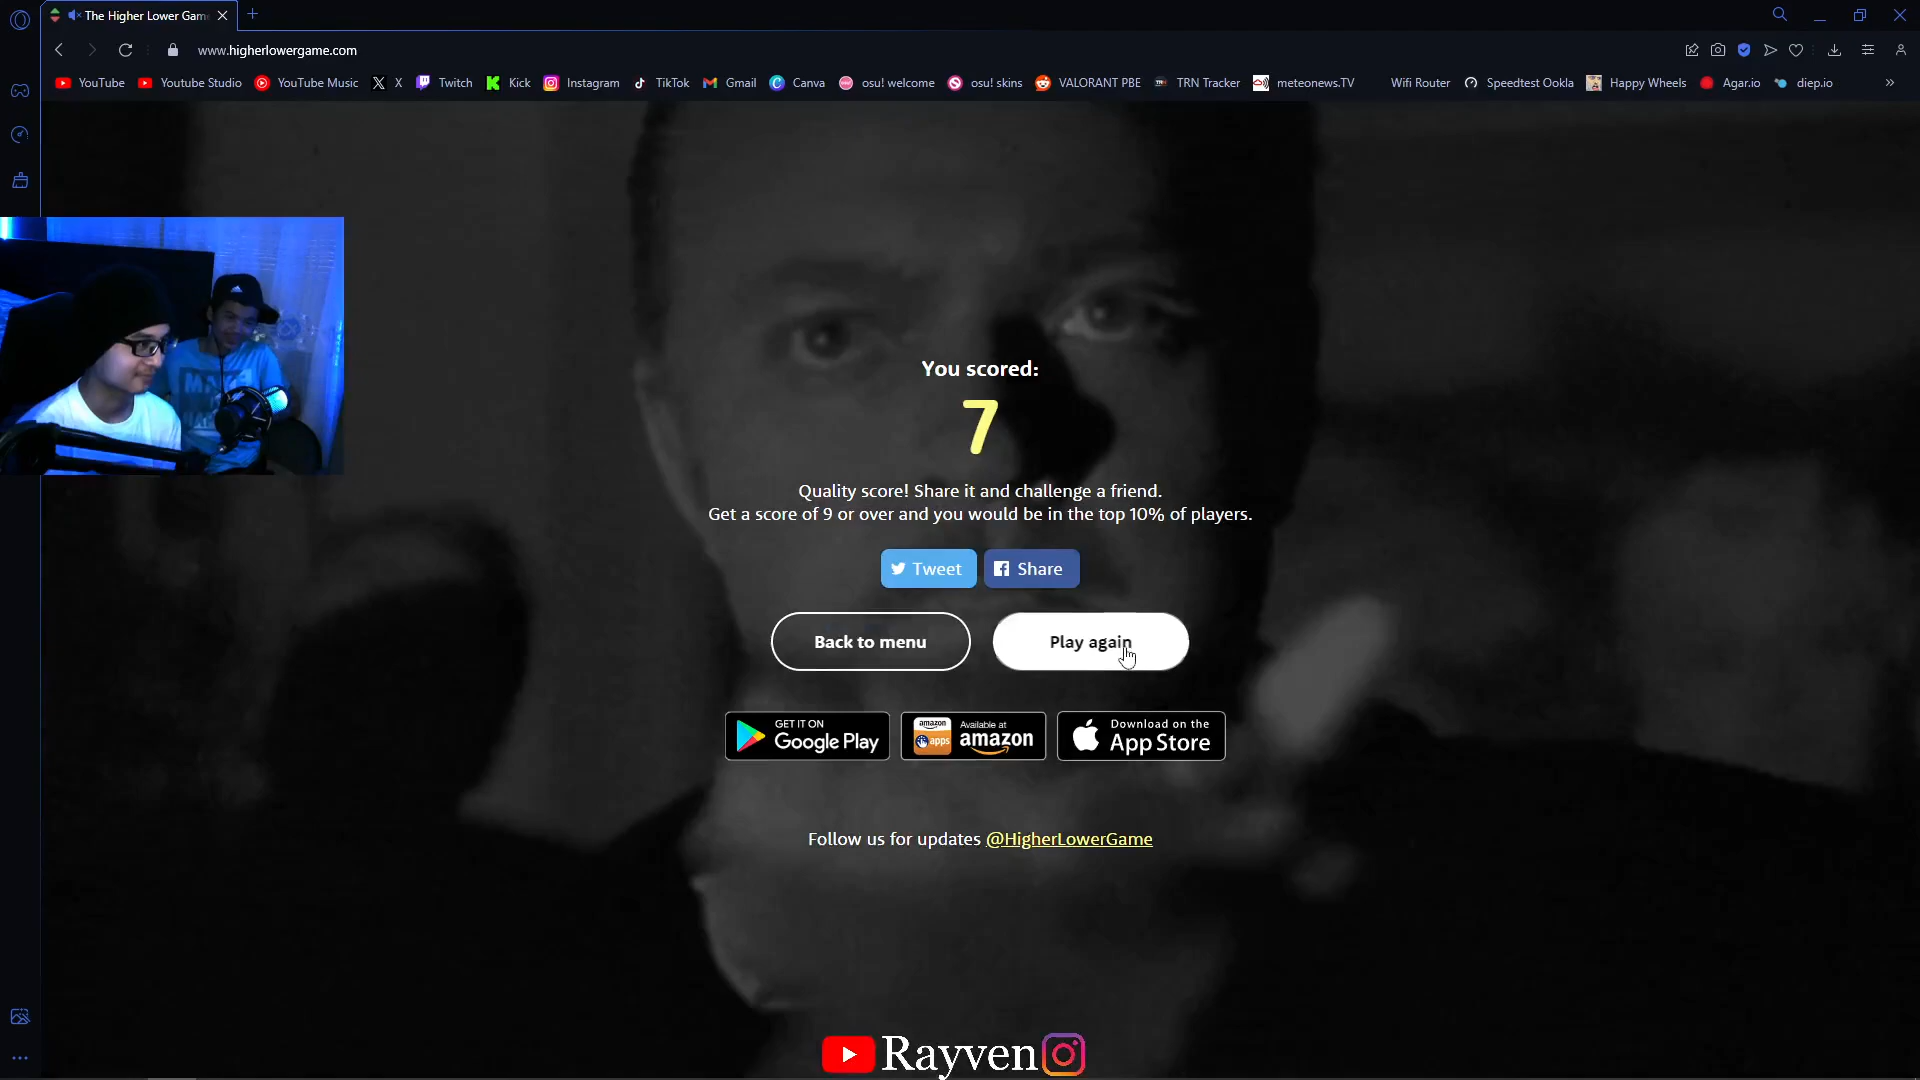 The Higher Lower Gam
www.higherlowergame.com
YouTube
Youtube Studio
YouTube Music
X
Twitch
Kick
Instagram
TikTok
Gmail
Canva
osu! welcome
osu! skins
VALORANT PBE
TRN Tracker
meteonews.TV
Wifi Router
Speedtest Ookla
Happy Wheels
Agar.io
diep.io
You scored:
7
Quality score! Share it and challenge a friend.
Get a score of 9 or over and you would be in the top 10% of players.
Tweet
Share
Back to menu
Play again
GET IT ON
Google Play
amazon
apps
Available at
amazon
Download on the
App Store
Follow us for updates @HigherLowerGame
Rayven